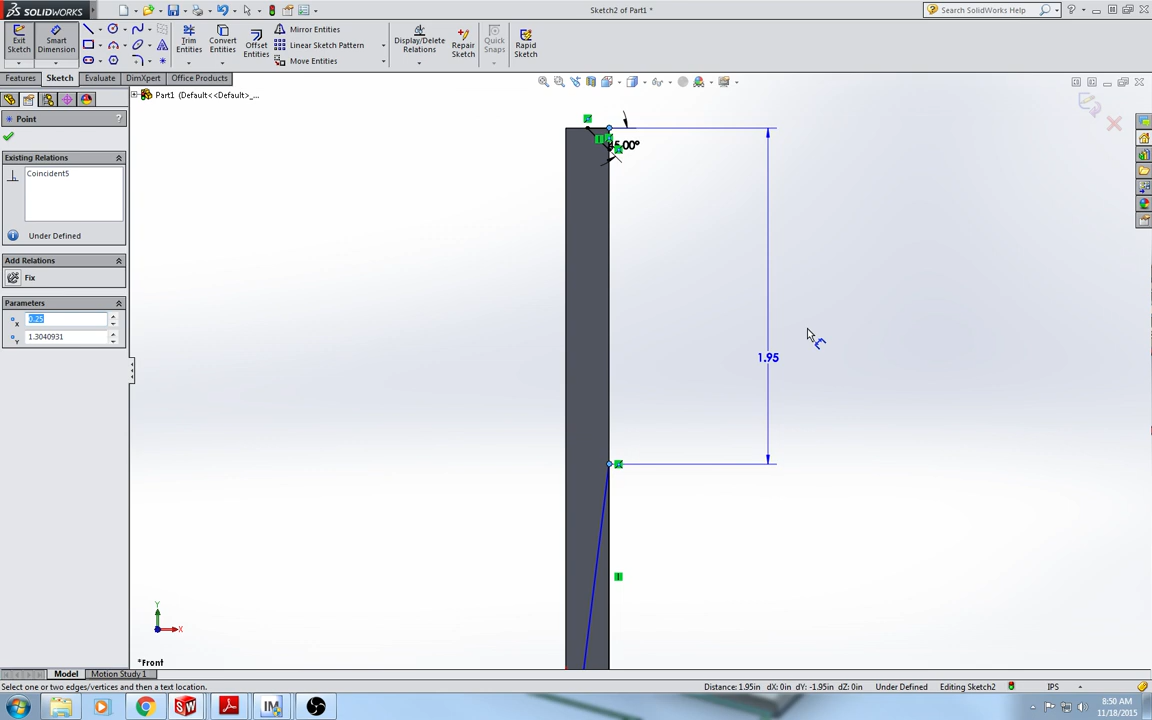 SOLIDWORKS
Sketch2 of Part1 *
Search SolidWorks Help
Exit Sketch
Smart Dimension
Trim Entities
Convert Entities
Offset Entities
Mirror Entities
Linear Sketch Pattern
Move Entities
Display/Delete Relations
Repair Sketch
Quick Snaps
Rapid Sketch
Features
Sketch
Evaluate
DimXpert
Office Products
Part1 (Default<<Default>_...
Point
?
Existing Relations
Coincident5
Under Defined
Add Relations
Fix
Parameters
X 0.25
Y 1.3040931
1.95
Y
X
*Front
Model
Motion Study 1
Select one or two edges/vertices and then a text location.
Distance: 1.95in dX: 0in dY: -1.95in dZ: 0in
Under Defined
Editing Sketch2
IPS
SW
IM
8:50 AM
11/18/2015